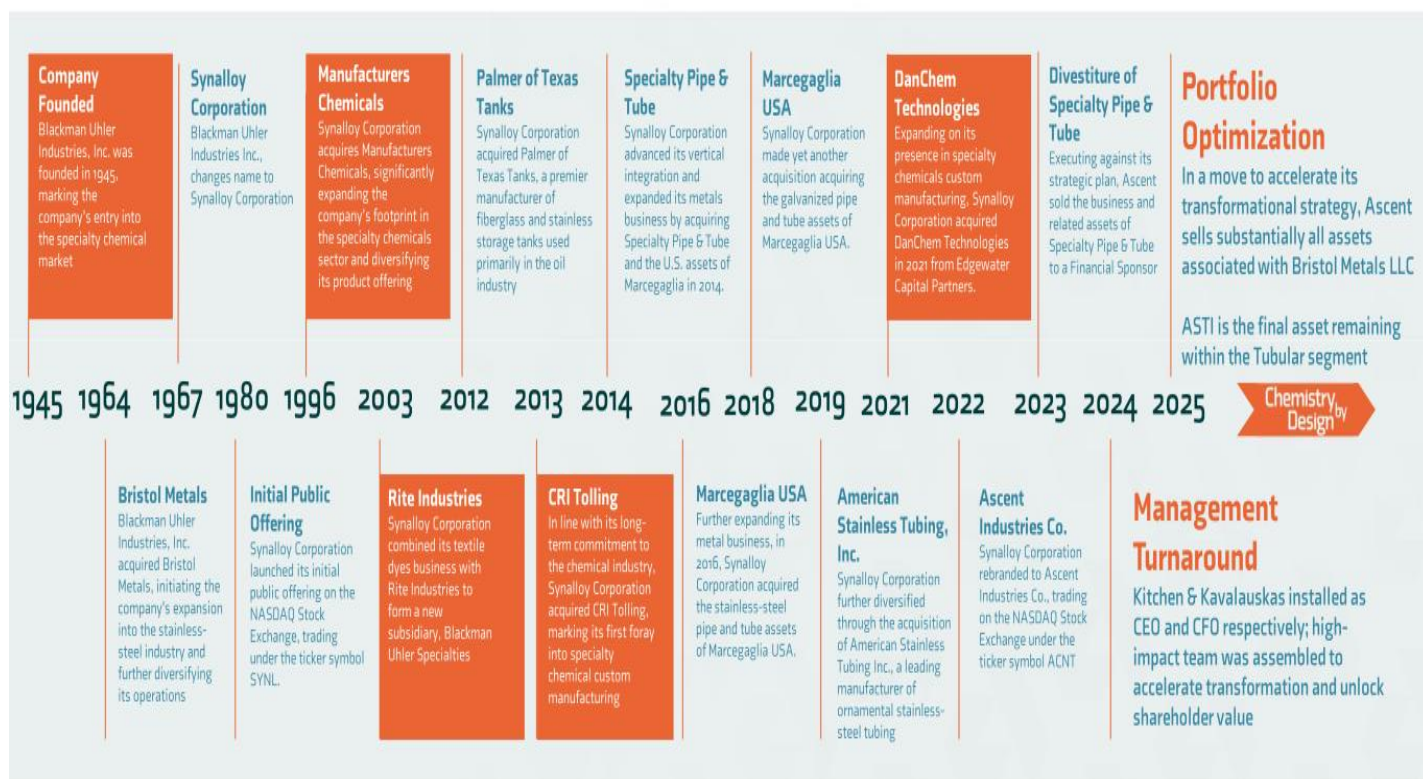 Company
Founded
Blackman Uhler
Industries, Inc. was
founded in 1945,
marking the
company's entry into
the specialty chemical
market
Synalloy
Corporation
Blackman Uhler
Industries Inc.,
changes name to
Synalloy Corporation
Manufacturers
Chemicals
Synalloy Corporation
acquires Manufacturers
Chemicals, significantly
expanding the
company's footprint in
the specialty chemicals
sector and diversifying
its product offering
Palmer of Texas
Tanks
Synalloy Corporation
acquired Palmer of
Texas Tanks, a premier
manufacturer of
fiberglass and stainless
storage tanks used
primarily in the oil
industry
Specialty Pipe &
Tube
Synalloy Corporation
advanced its vertical
integration and
expanded its metals
business by acquiring
Specialty Pipe & Tube
and the U.S. assets of
Marcegaglia in 2014.
Marcegaglia
USA
Synalloy Corporation
made yet another
acquisition acquiring
the galvanized pipe
and tube assets of
Marcegaglia USA.
DanChem
Technologies
Expanding on its
presence in specialty
chemicals custom
manufacturing, Synalloy
Corporation acquired
DanChem Technologies
in 2021 from Edgewater
Capital Partners.
Divestiture of
Specialty Pipe &
Tube
Executing against its
strategic plan, Ascent
sold the business and
related assets of
Specialty Pipe & Tube
to a Financial Sponsor
Portfolio
Optimization
In a move to accelerate its
transformational strategy, Ascent
sells substantially all assets
associated with Bristol Metals LLC
ASTI is the final asset remaining
within the Tubular segment
1945 1964 1967 1980 1996 2003 2012 2013 2014 2016 2018 2019 2021 2022 2023 2024 2025
Chemistry by
Design
Bristol Metals
Blackman Uhler
Industries, Inc.
acquired Bristol
Metals, initiating the
company's expansion
into the stainless-
steel industry and
further diversifying
its operations
Initial Public
Offering
Synalloy Corporation
launched its initial
public offering on the
NASDAQ Stock
Exchange, trading
under the ticker symbol
SYNL.
Rite Industries
Synalloy Corporation
combined its textile
dyes business with
Rite Industries to
form a new
subsidiary, Blackman
Uhler Specialties
CRI Tolling
In line with its long-
term commitment to
the chemical industry,
Synalloy Corporation
acquired CRI Tolling,
marking its first foray
into specialty
chemical custom
manufacturing
Marcegaglia USA
Further expanding its
metal business, in
2016, Synalloy
Corporation acquired
the stainless-steel
pipe and tube assets
of Marcegaglia USA.
American
Stainless Tubing,
Inc.
Synalloy Corporation
further diversified
through the acquisition
of American Stainless
Tubing Inc., a leading
manufacturer of
ornamental stainless-
steel tubing
Ascent
Industries Co.
Synalloy Corporation
rebranded to Ascent
Industries Co., trading
on the NASDAQ Stock
Exchange under the
ticker symbol ACNT
Management
Turnaround
Kitchen & Kavalauskas installed as
CEO and CFO respectively; high-
impact team was assembled to
accelerate transformation and unlock
shareholder value